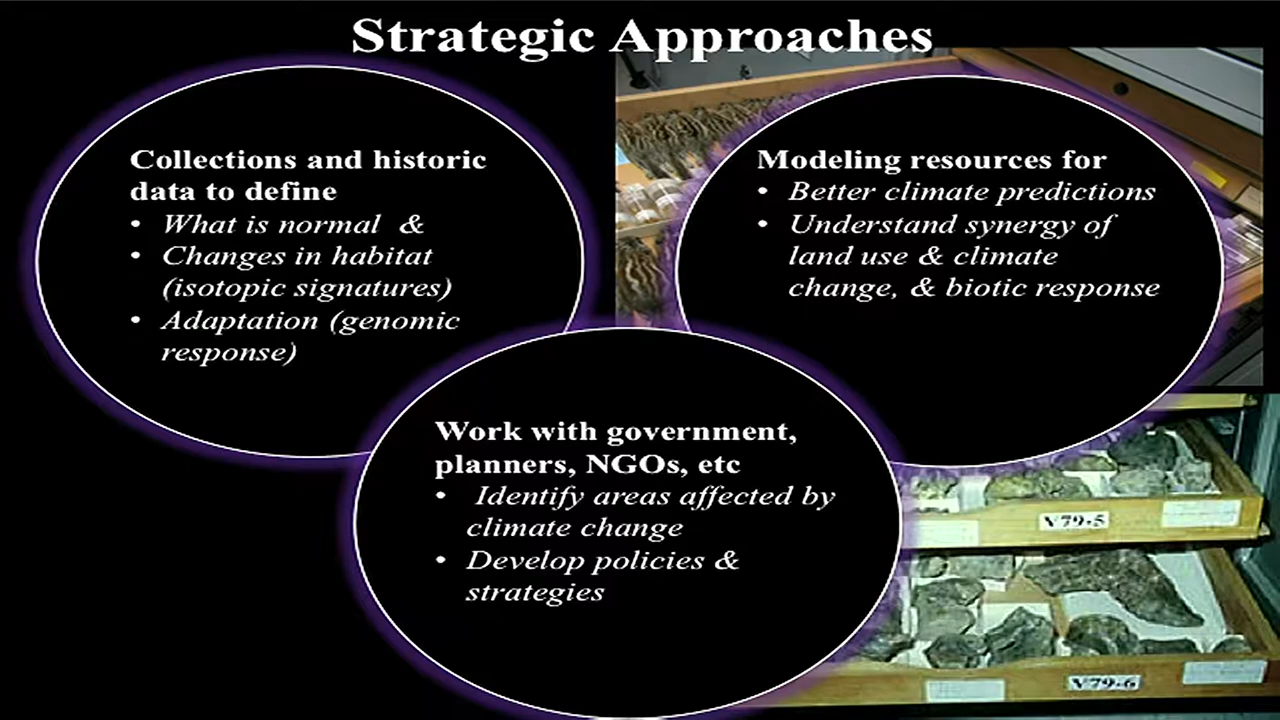 Strategic Approaches
Collections and historic
data to define
• What is normal &
• Changes in habitat
(isotopic signatures)
• Adaptation (genomic
response)
Modeling resources for
• Better climate predictions
• Understand synergy of
land use & climate
change, & biotic response
Work with government,
planners, NGOs, etc
• Identify areas affected by
climate change
• Develop policies &
strategies
V79-5
V79-6